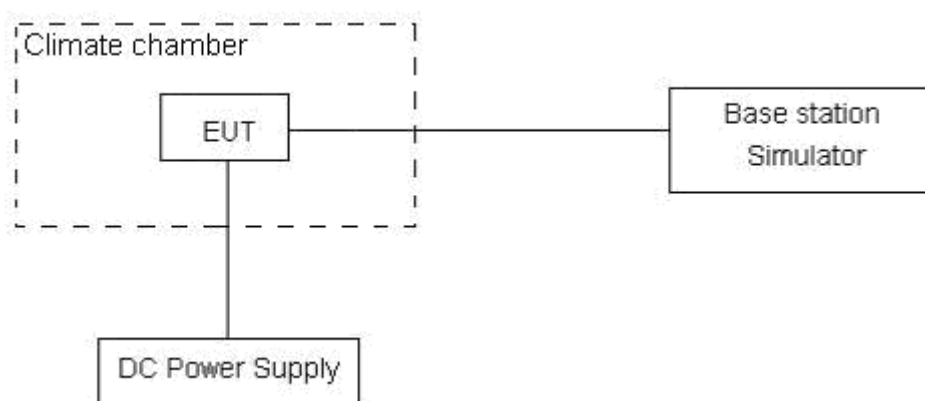 Climate chamber
EUT
Base station
Simulator
DC Power Supply